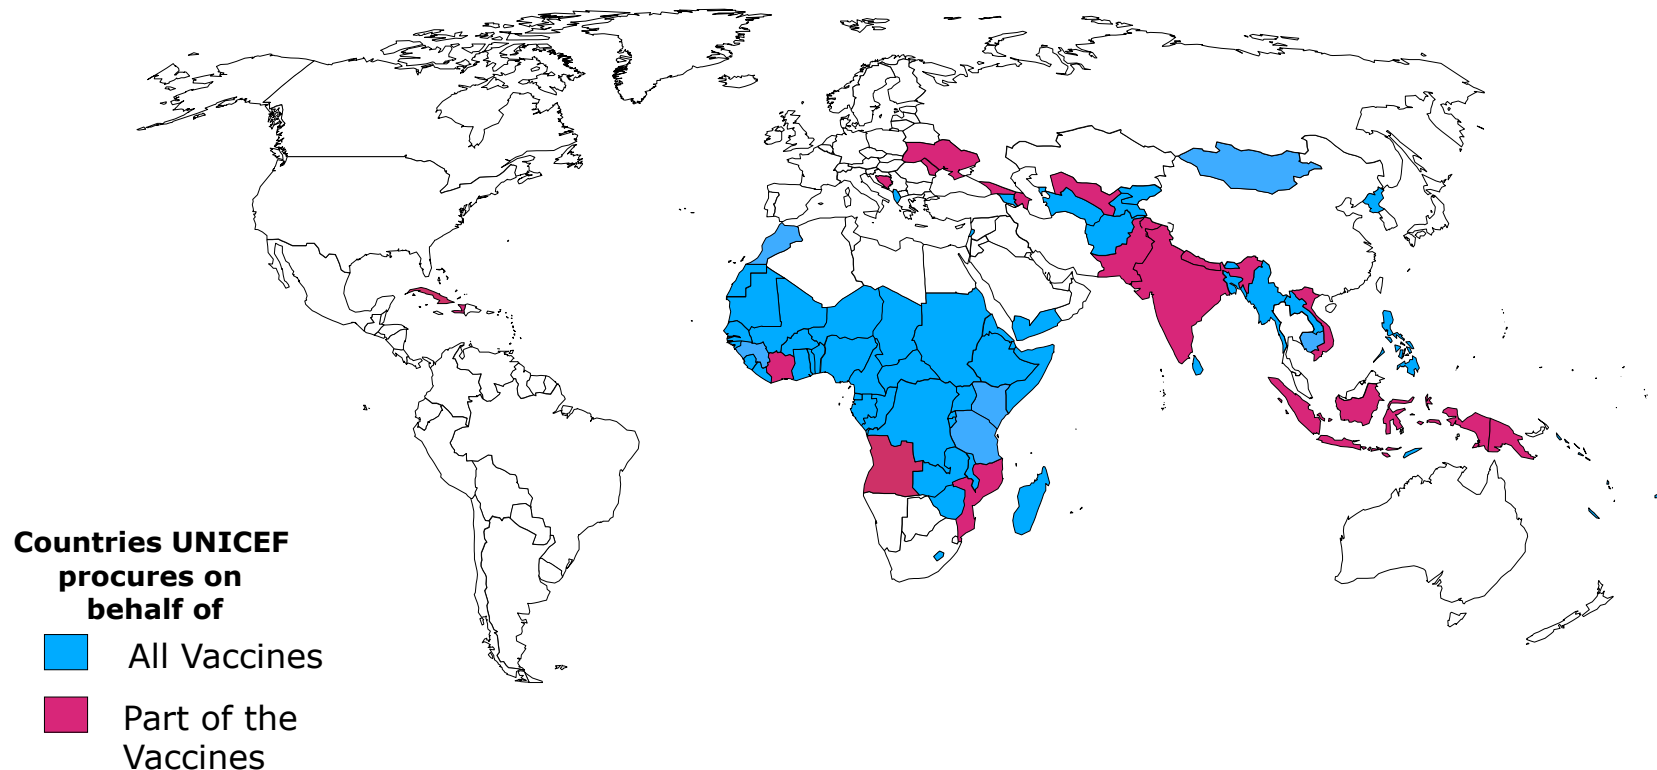 Countries UNICEF
procures on
behalf of
All Vaccines
Part of the
Vaccines